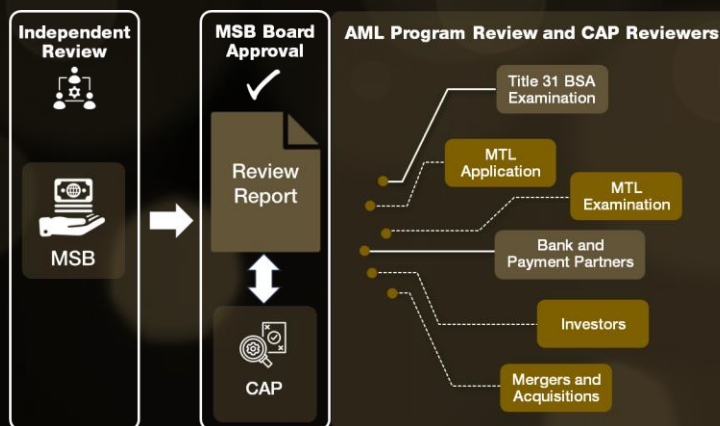 Independent
Review
MSB
MSB Board
Approval
Review
Report
CAP
AML Program Review and CAP Reviewers
Title 31 BSA
Examination
MTL
Application
MTL
Examination
Bank and
Payment Partners
Investors
Mergers and
Acquisitions